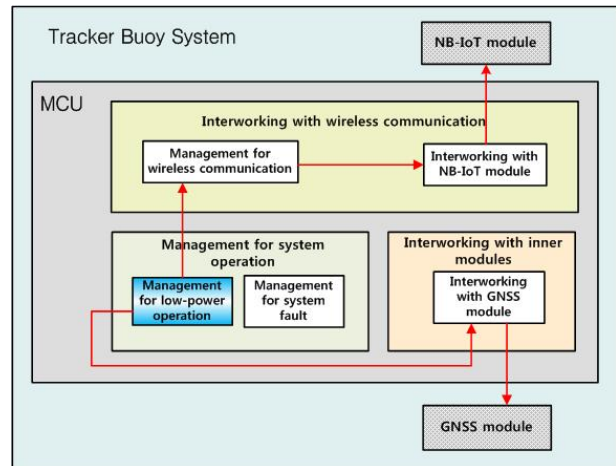 Tracker Buoy System
NB-IoT module
MCU
Interworking with wireless communication
Management for
wireless communication
Interworking with
NB-IoT module
Management for system
operation
Management
for low-power
operation
Management
for system
fault
Interworking with inner
modules
Interworking
with GNSS
module
GNSS module